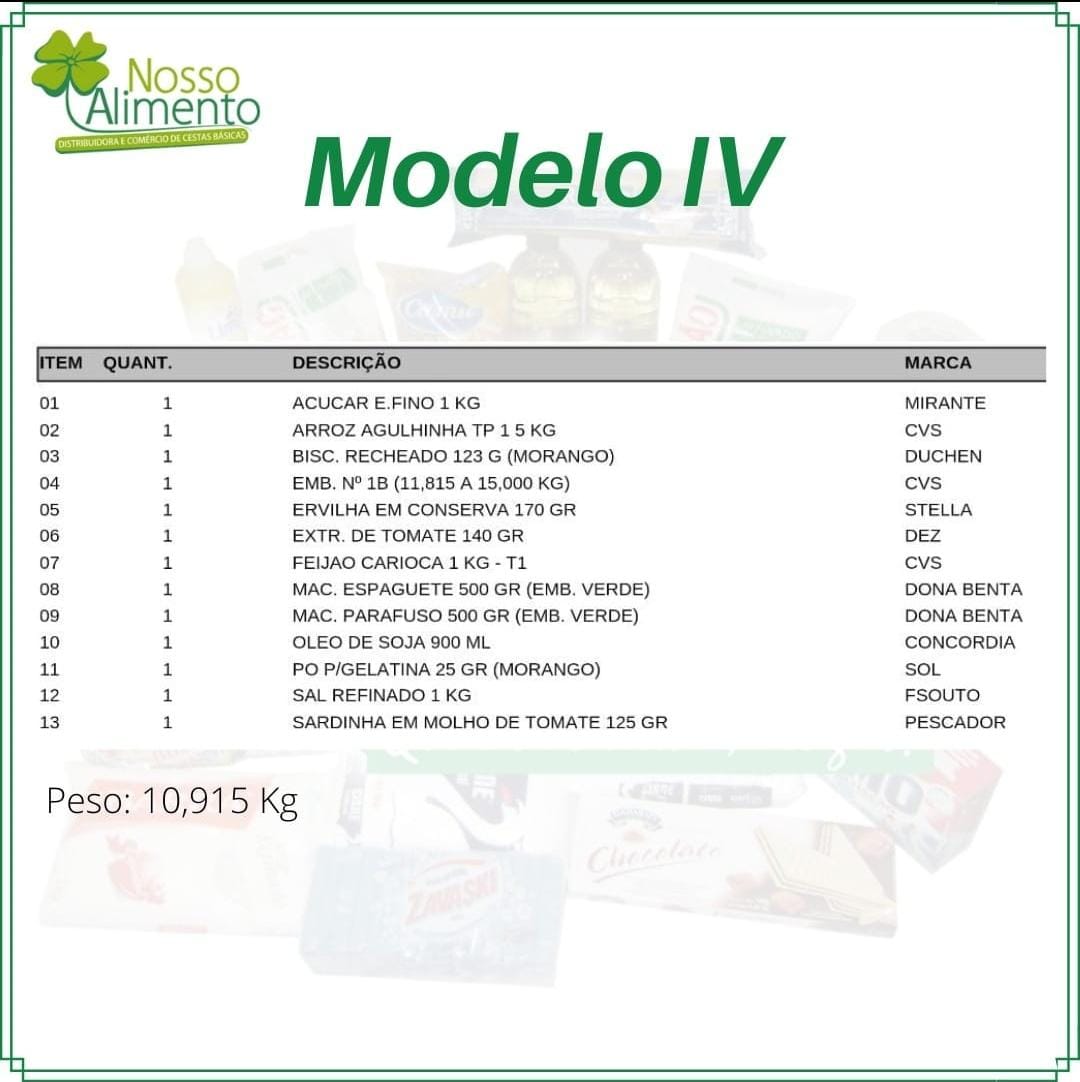 Nosso
Alimento
DISTRIBUIDORA E COMÉRCIO DE CESTAS BÁSICAS
Modelo IV
ITEM QUANT. DESCRIÇÃO MARCA
01 1 ACUCAR E.FINO 1 KG MIRANTE
02 1 ARROZ AGULHINHA TP 1 5 KG CVS
03 1 BISC. RECHEADO 123 G (MORANGO) DUCHEN
04 1 EMB. Nº 1B (11,815 A 15,000 KG) CVS
05 1 ERVILHA EM CONSERVA 170 GR STELLA
06 1 EXTR. DE TOMATE 140 GR DEZ
07 1 FEIJAO CARIOCA 1 KG - T1 CVS
08 1 MAC. ESPAGUETE 500 GR (EMB. VERDE) DONA BENTA
09 1 MAC. PARAFUSO 500 GR (EMB. VERDE) DONA BENTA
10 1 OLEO DE SOJA 900 ML CONCORDIA
11 1 PO P/GELATINA 25 GR (MORANGO) SOL
12 1 SAL REFINADO 1 KG FSOUTO
13 1 SARDINHA EM MOLHO DE TOMATE 125 GR PESCADOR
Peso: 10,915 Kg
Chocolate
ZAVASKI